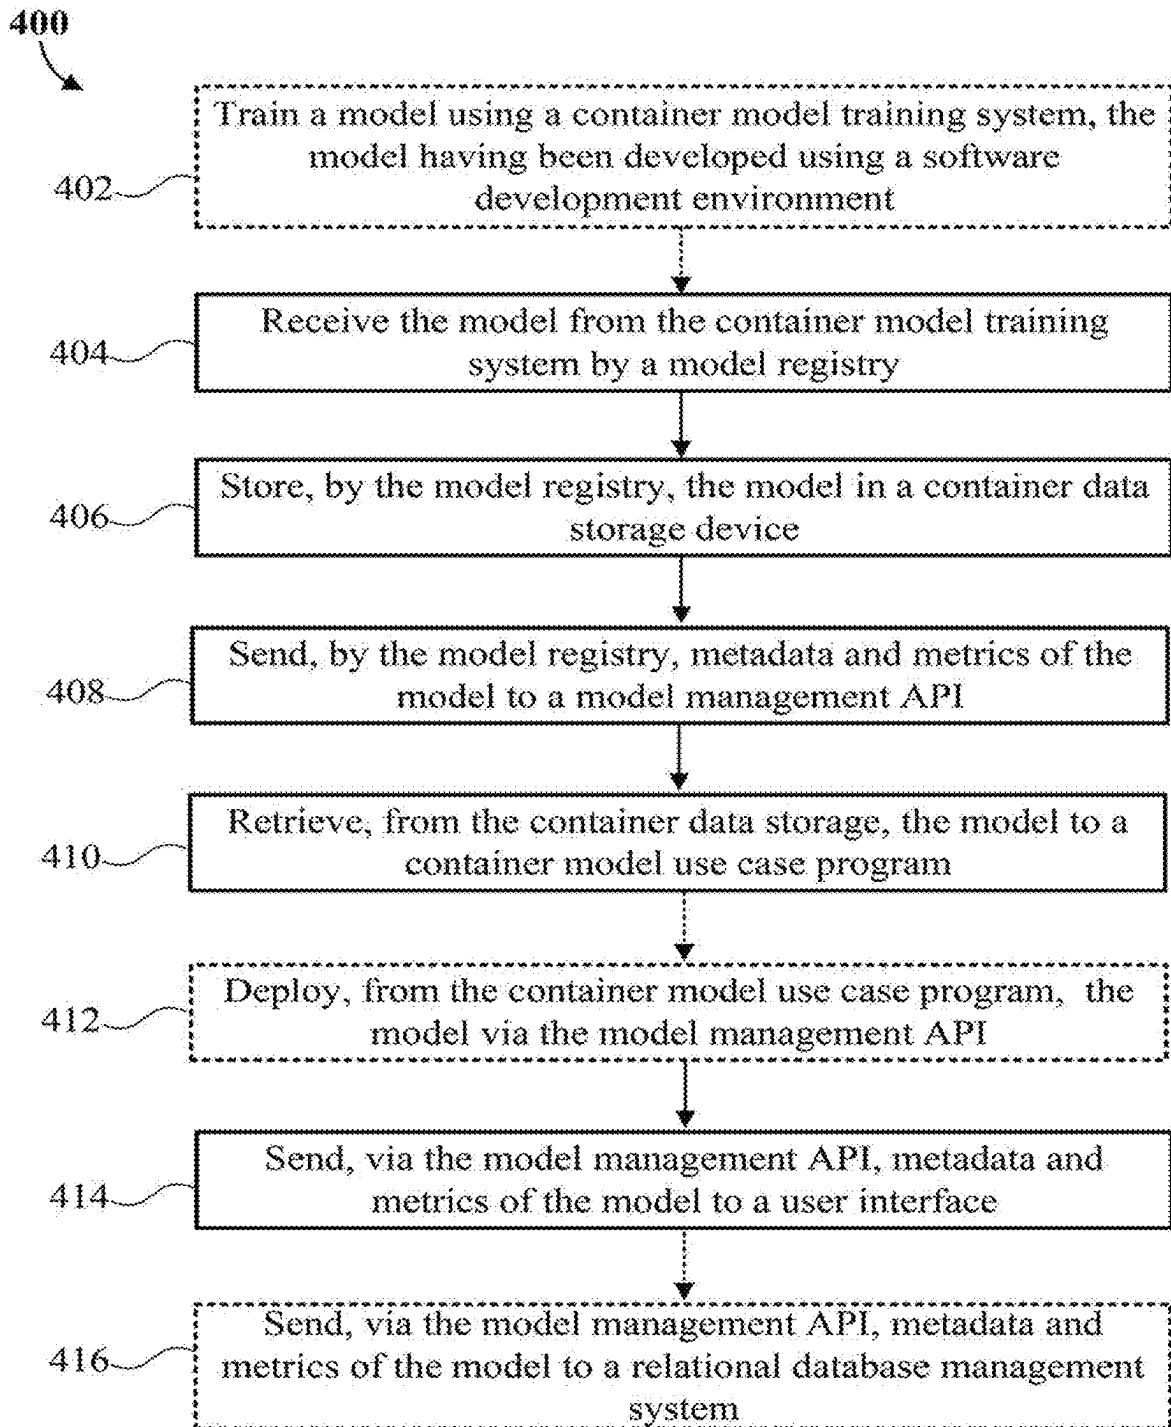 400
Train a model using a container model training system, the
model having been developed using a software
development environment
402
Receive the model from the container model training
system by a model registry
404
Store, by the model registry, the model in a container data
storage device
406
Send, by the model registry, metadata and metrics of the
model to a model management API
408
Retrieve, from the container data storage, the model to a
container model use case program
410
Deploy, from the container model use case program, the
model via the model management API
412
Send, via the model management API, metadata and
metrics of the model to a user interface
414
Send, via the model management API, metadata and
metrics of the model to a relational database management
system
416